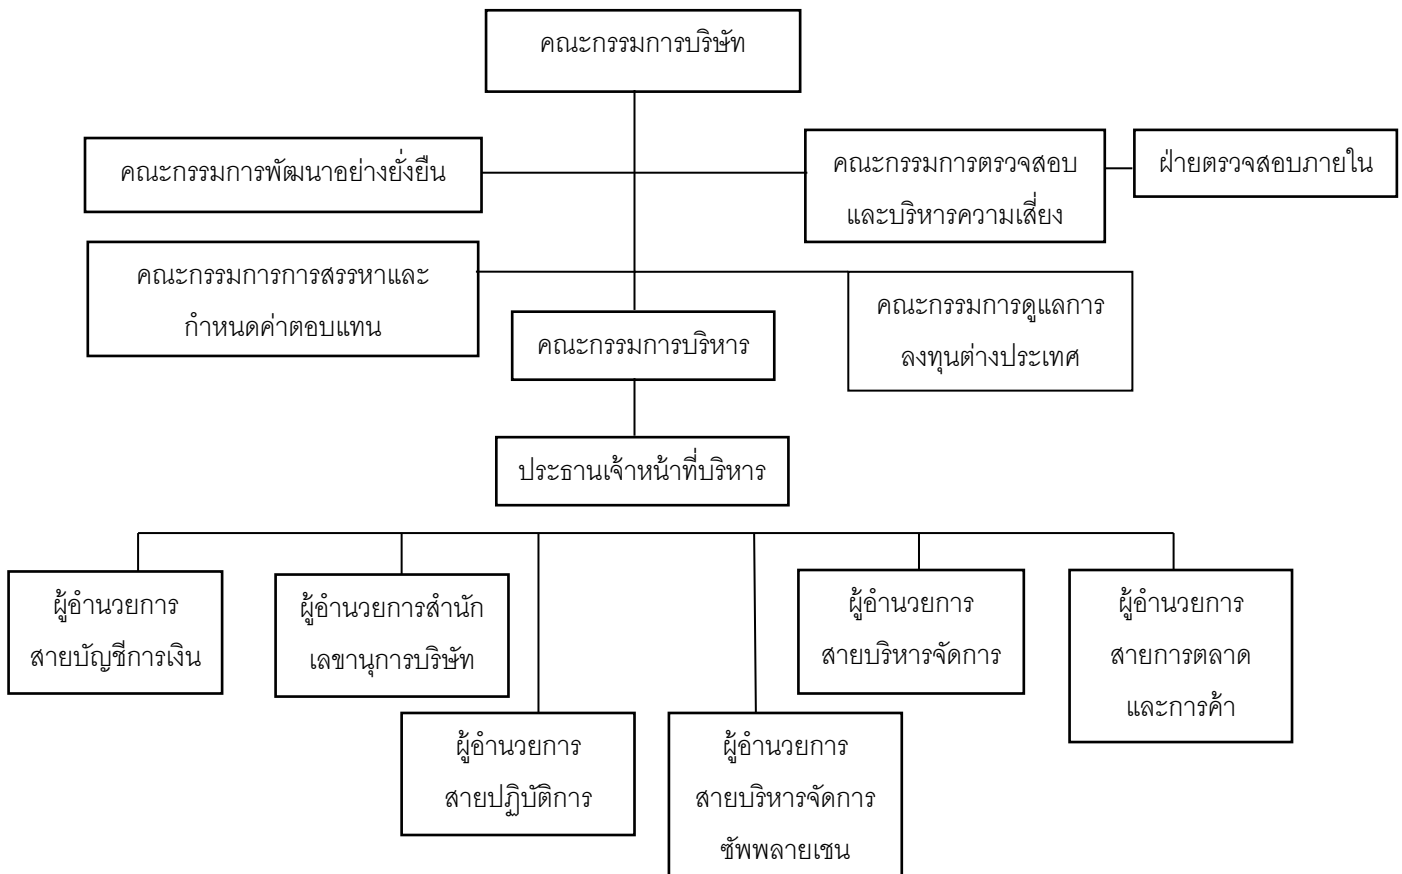 คณะกรรมการบริษัท
คณะกรรมการพัฒนาอย่างยั่งยืน
คณะกรรมการตรวจสอบ
และบริหารความเสี่ยง
ฝ่ายตรวจสอบภายใน
คณะกรรมการการสรรหาและ
กำหนดค่าตอบแทน
คณะกรรมการดูแลการ
ลงทุนต่างประเทศ
คณะกรรมการบริหาร
ประธานเจ้าหน้าที่บริหาร
ผู้อำนวยการ
สายบัญชีการเงิน
ผู้อำนวยการสำนัก
เลขานุการบริษัท
ผู้อำนวยการ
สายปฏิบัติการ
ผู้อำนวยการ
สายบริหารจัดการ
ซัพพลายเชน
ผู้อำนวยการ
สายบริหารจัดการ
ผู้อำนวยการ
สายการตลาด
และการค้า